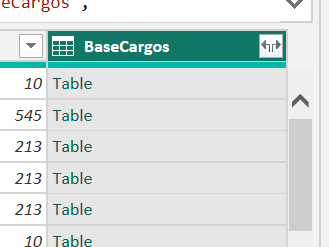 eCargos",
BaseCargos
10 Table
545 Table
213 Table
213 Table
213 Table
10 Table